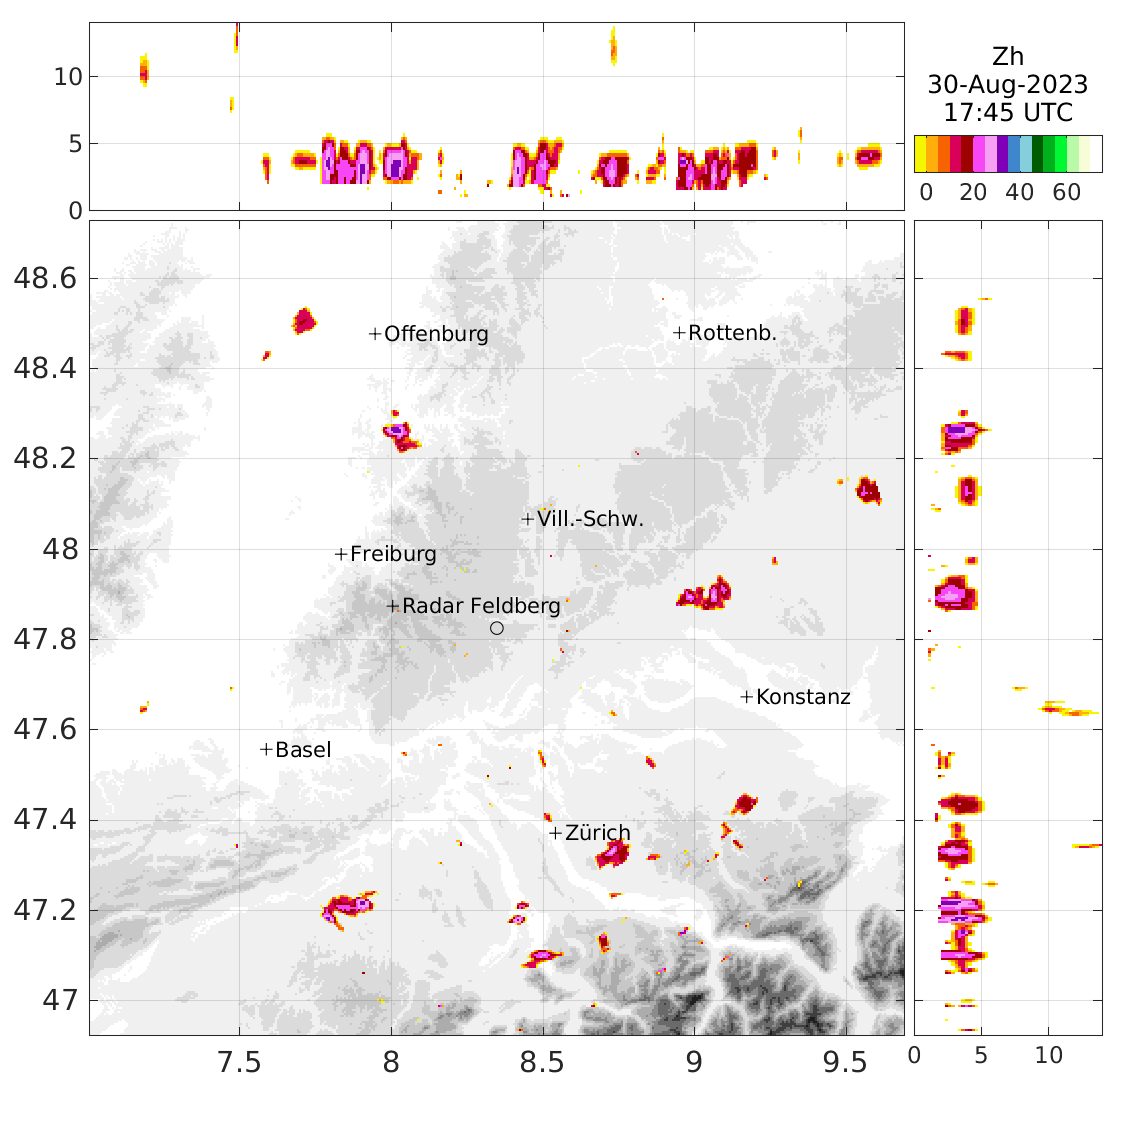 10
5
0
Zh
30-Aug-2023
17:45 UTC
0
20
40
60
48.6
48.4
48.2
48
47.8
47.6
47.4
47.2
47
+Offenburg
+Rottenb.
+Vill.-Schw.
+Freiburg
+Radar Feldberg
+Konstanz
+Basel
+Zürich
7.5
8
8.5
9
9.5
0
5
10